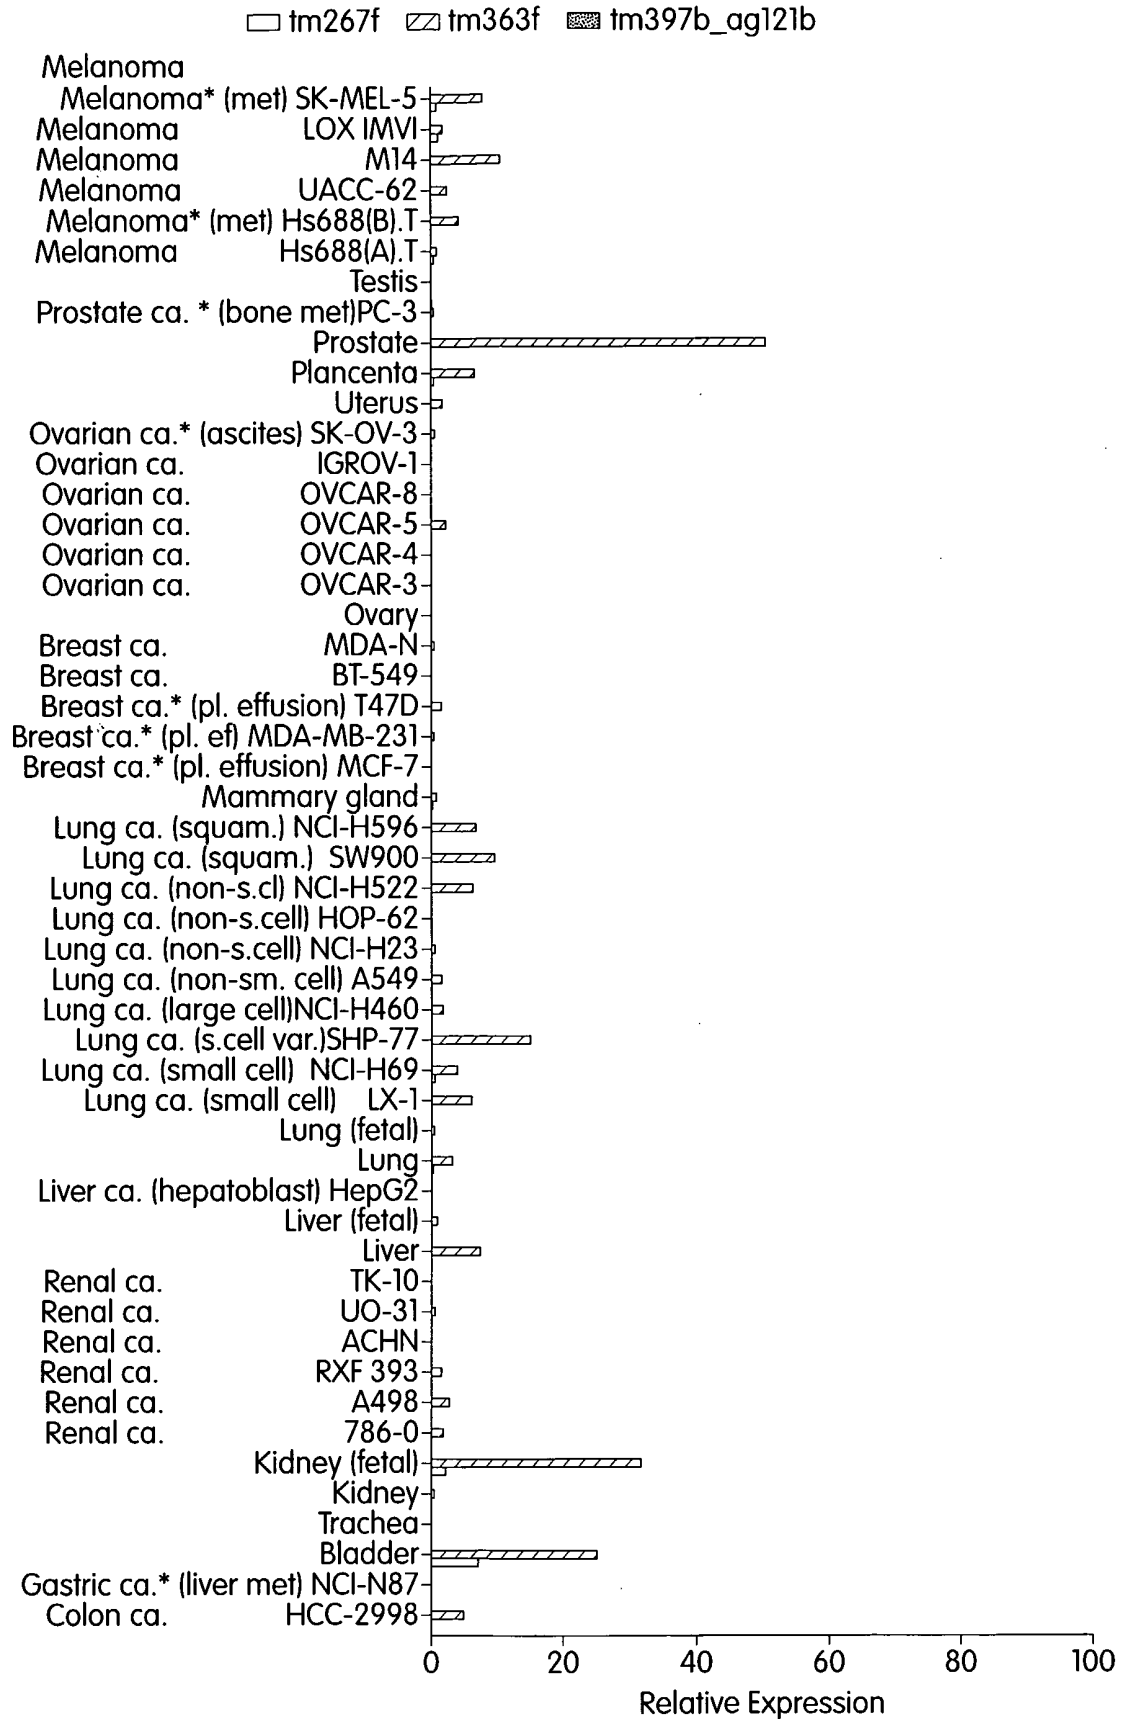 tm267f tm363f tm397b_ag121b
Melanoma
Melanoma* (met) SK-MEL-5
Melanoma LOX IMVI
Melanoma M14
Melanoma UACC-62
Melanoma* (met) Hs688(B).T
Melanoma Hs688(A).T
Testis
Prostate ca. * (bone met)PC-3
Prostate
Plancenta
Uterus
Ovarian ca.* (ascites) SK-OV-3
Ovarian ca. IGROV-1
Ovarian ca. OVCAR-8
Ovarian ca. OVCAR-5
Ovarian ca. OVCAR-4
Ovarian ca. OVCAR-3
Ovary
Breast ca. MDA-N
Breast ca. BT-549
Breast ca.* (pl. effusion) T47D
Breast ca.* (pl. ef) MDA-MB-231
Breast ca.* (pl. effusion) MCF-7
Mammary gland
Lung ca. (squam.) NCI-H596
Lung ca. (squam.) SW900
Lung ca. (non-s.cl) NCI-H522
Lung ca. (non-s.cell) HOP-62
Lung ca. (non-s.cell) NCI-H23
Lung ca. (non-sm. cell) A549
Lung ca. (large cell)NCI-H460
Lung ca. (s.cell var.)SHP-77
Lung ca. (small cell) NCI-H69
Lung ca. (small cell) LX-1
Lung (fetal)
Lung
Liver ca. (hepatoblast) HepG2
Liver (fetal)
Liver
Renal ca. TK-10
Renal ca. UO-31
Renal ca. ACHN
Renal ca. RXF 393
Renal ca. A498
Renal ca. 786-0
Kidney (fetal)
Kidney
Trachea
Bladder
Gastric ca.* (liver met) NCI-N87
Colon ca. HCC-2998
0 20 40 60 80 100
Relative Expression